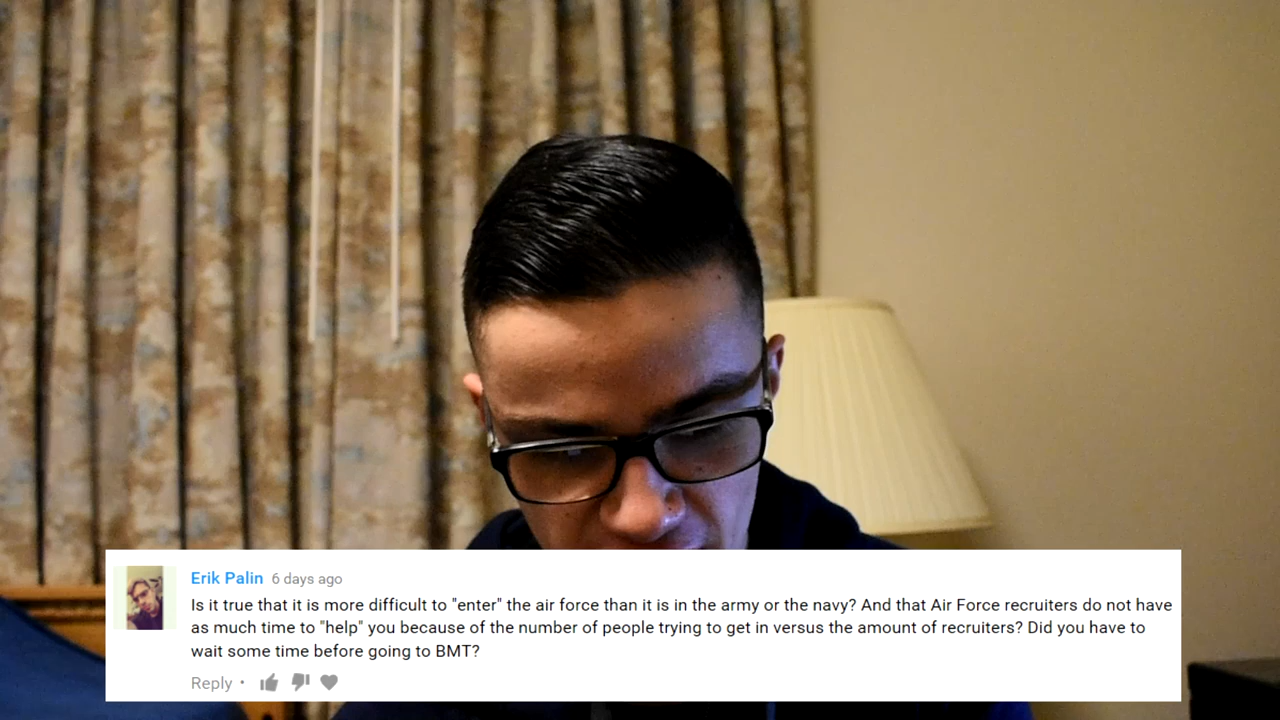 Erik Palin 6 days ago
Is it true that it is more difficult to "enter" the air force than it is in the army or the navy? And that Air Force recruiters do not have
as much time to "help" you because of the number of people trying to get in versus the amount of recruiters? Did you have to
wait some time before going to BMT?
Reply •